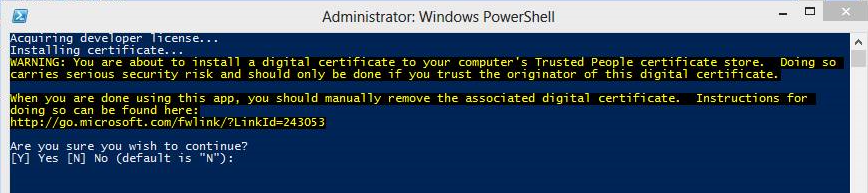 Administrator: Windows PowerShell
Acquiring developer license...
Installing certificate...
WARNING: You are about to install a digital certificate to your computer's Trusted People certificate store.  Doing so
carries serious security risk and should only be done if you trust the originator of this digital certificate.
When you are done using this app, you should manually remove the associated digital certificate.  Instructions for
doing so can be found here:
http://go.microsoft.com/fwlink/?LinkId=243053
Are you sure you wish to continue?
[Y] Yes [N] No (default is "N"):